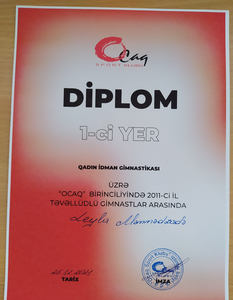 Ocaq
SPORT KLUBU
DİPLOM
1-ci YER
QADIN İDMAN GİMNASTİKASI
ÜZRƏ
"OCAQ" BİRİNCİLİYİNDƏ 2011-Cİ İL
TƏVƏLLÜDLÜ GİMNASTLAR ARASINDA
Leyla Məmmədzadə
TARİX
İMZA